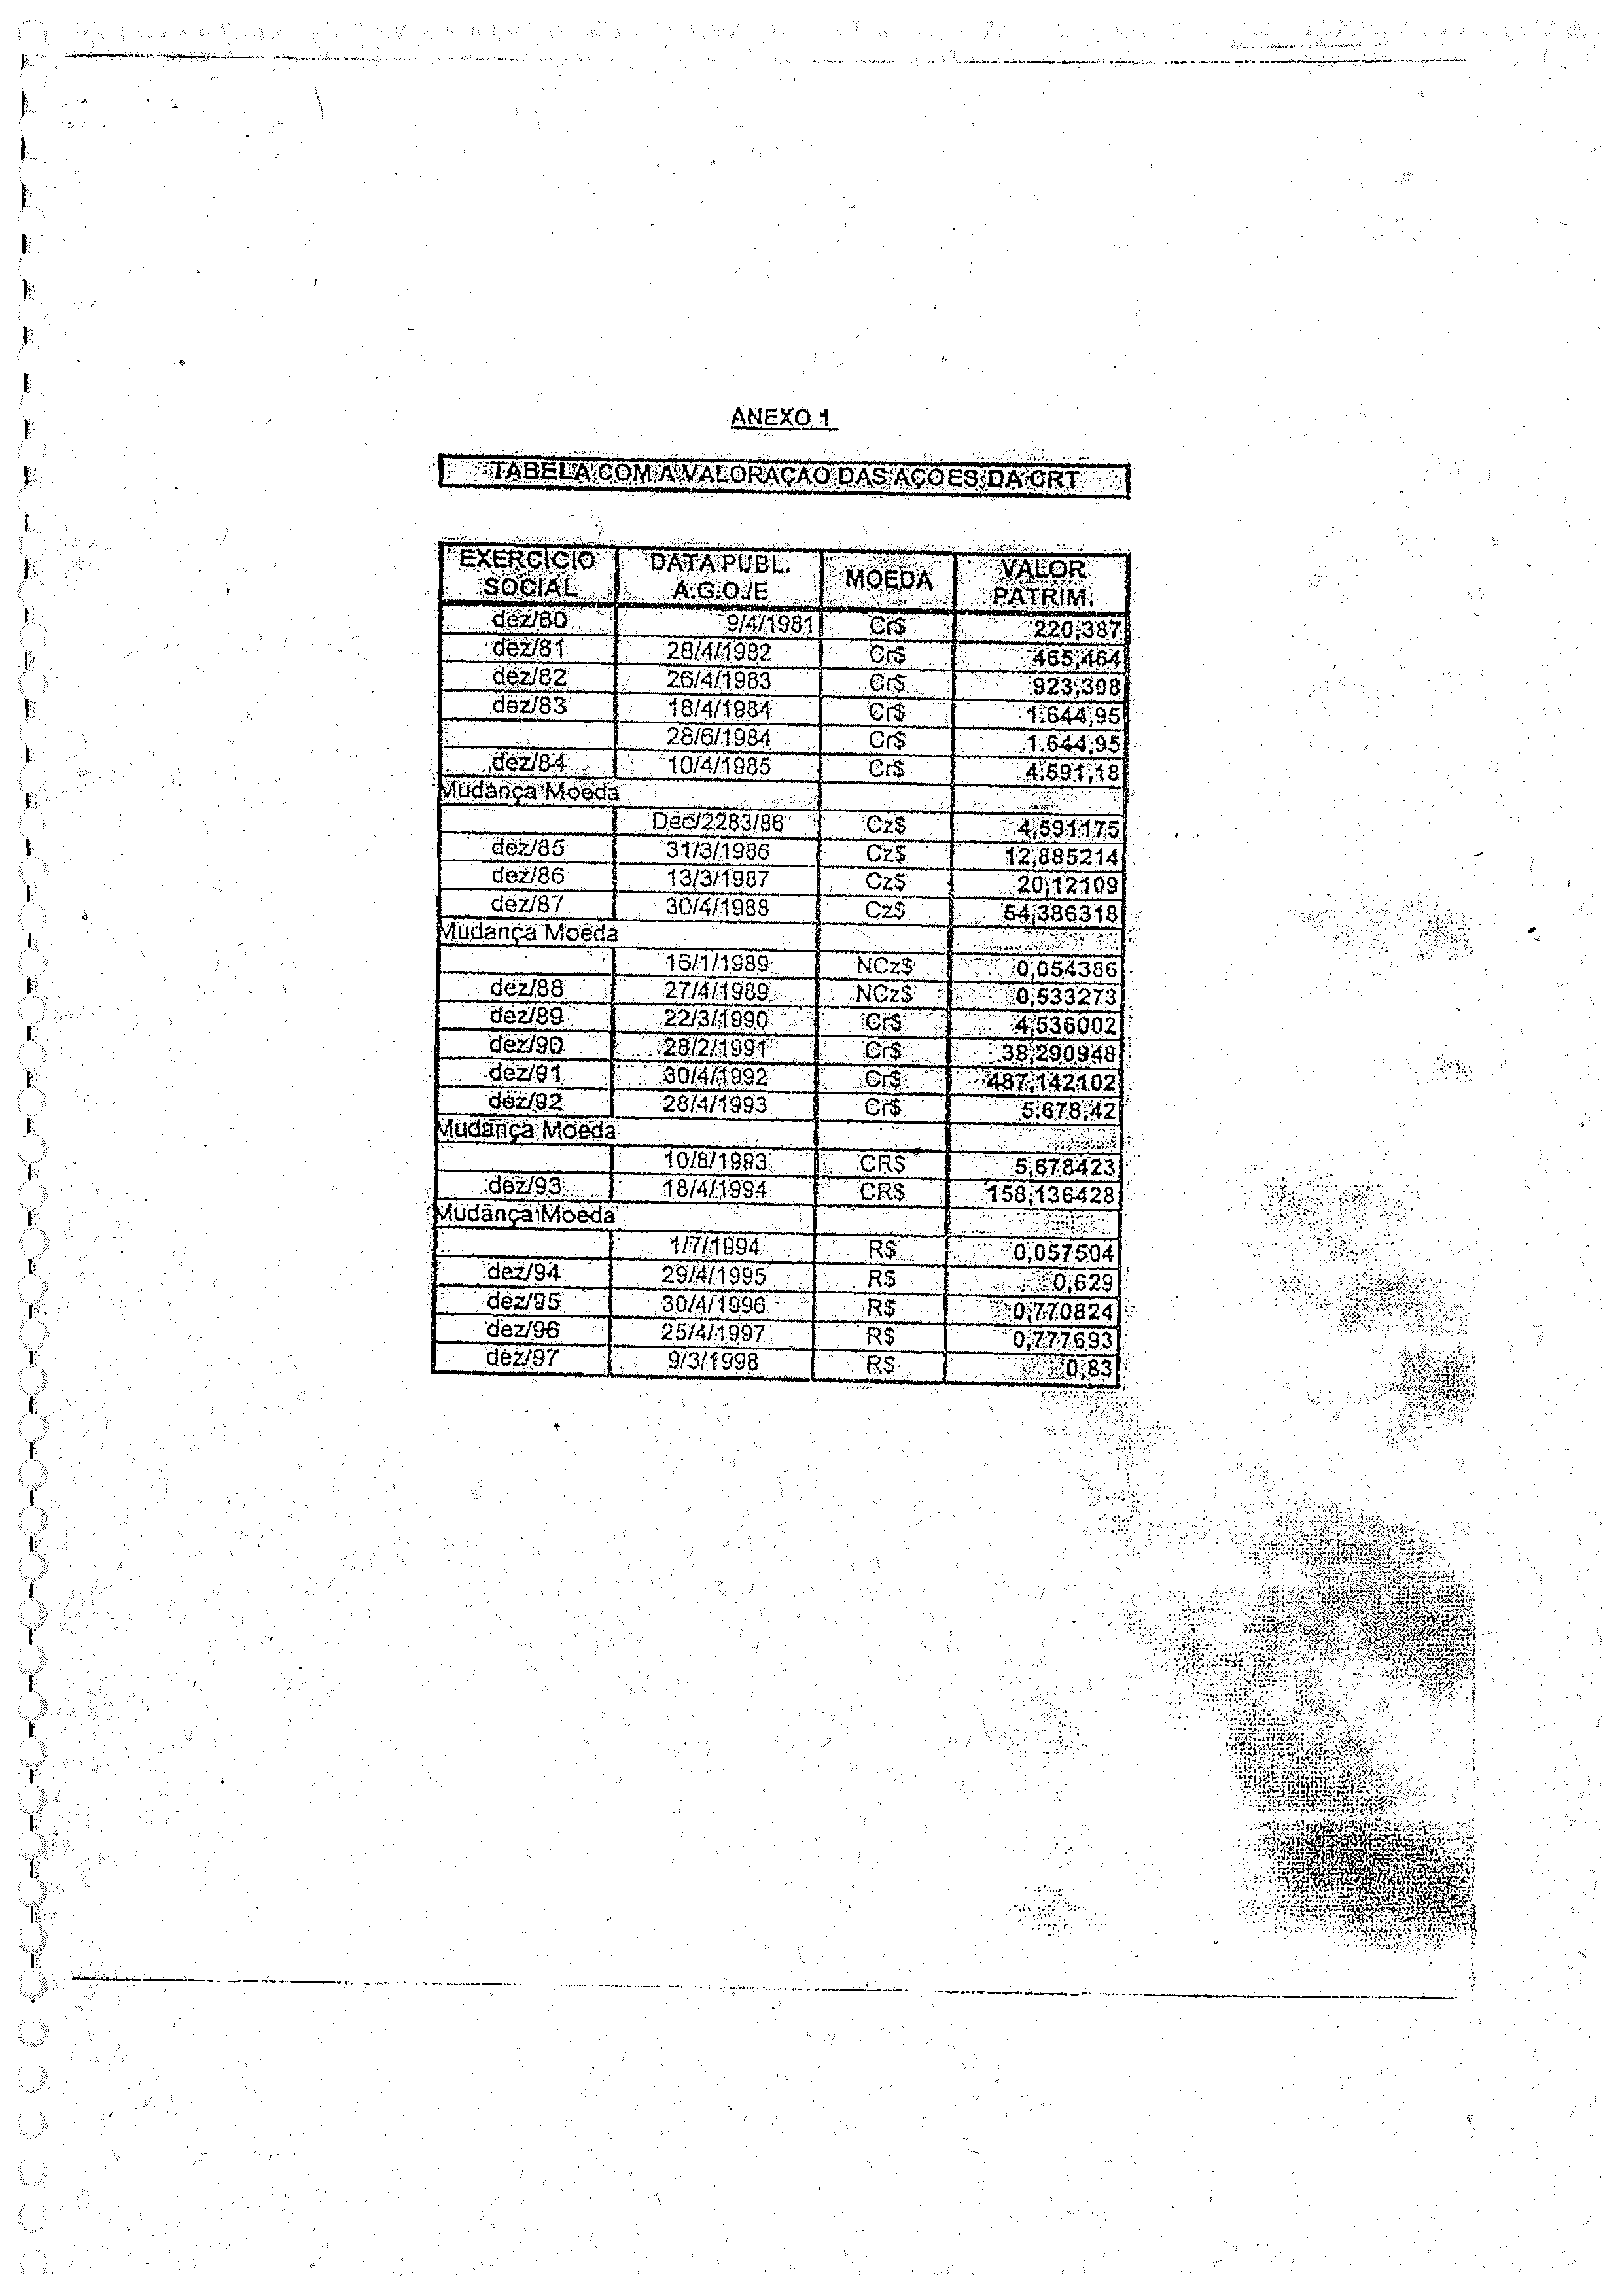 ANEXO 1
TABELA COM A VALORAÇÃO DAS AÇÕES DA CRT
EXERCÍCIO SOCIAL DATA PUBL. A.G.O./E MOEDA VALOR PATRIM.
dez/80 9/4/1981 Cr$ 220,387
dez/81 28/4/1982 Cr$ 465,464
dez/82 26/4/1983 Cr$ 923,308
dez/83 18/4/1984 Cr$ 1.644,95
28/6/1984 Cr$ 1.644,95
dez/84 10/4/1985 Cr$ 4.591,18
Mudança Moeda
Dec/2283/86 Cz$ 4,591175
dez/85 31/3/1986 Cz$ 12,885214
dez/86 13/3/1987 Cz$ 20,12109
dez/87 30/4/1988 Cz$ 54,386318
Mudança Moeda
16/1/1989 NCz$ 0,054386
dez/88 27/4/1989 NCz$ 0,533273
dez/89 22/3/1990 Cr$ 4,536002
dez/90 28/2/1991 Cr$ 38,290948
dez/91 30/4/1992 Cr$ 487,142102
dez/92 28/4/1993 Cr$ 5.678,42
Mudança Moeda
10/8/1993 CR$ 5,678423
dez/93 18/4/1994 CR$ 158,136428
Mudança Moeda
1/7/1994 R$ 0,057504
dez/94 29/4/1995 R$ 0,629
dez/95 30/4/1996 R$ 0,770824
dez/96 25/4/1997 R$ 0,777693
dez/97 9/3/1998 R$ 0,83